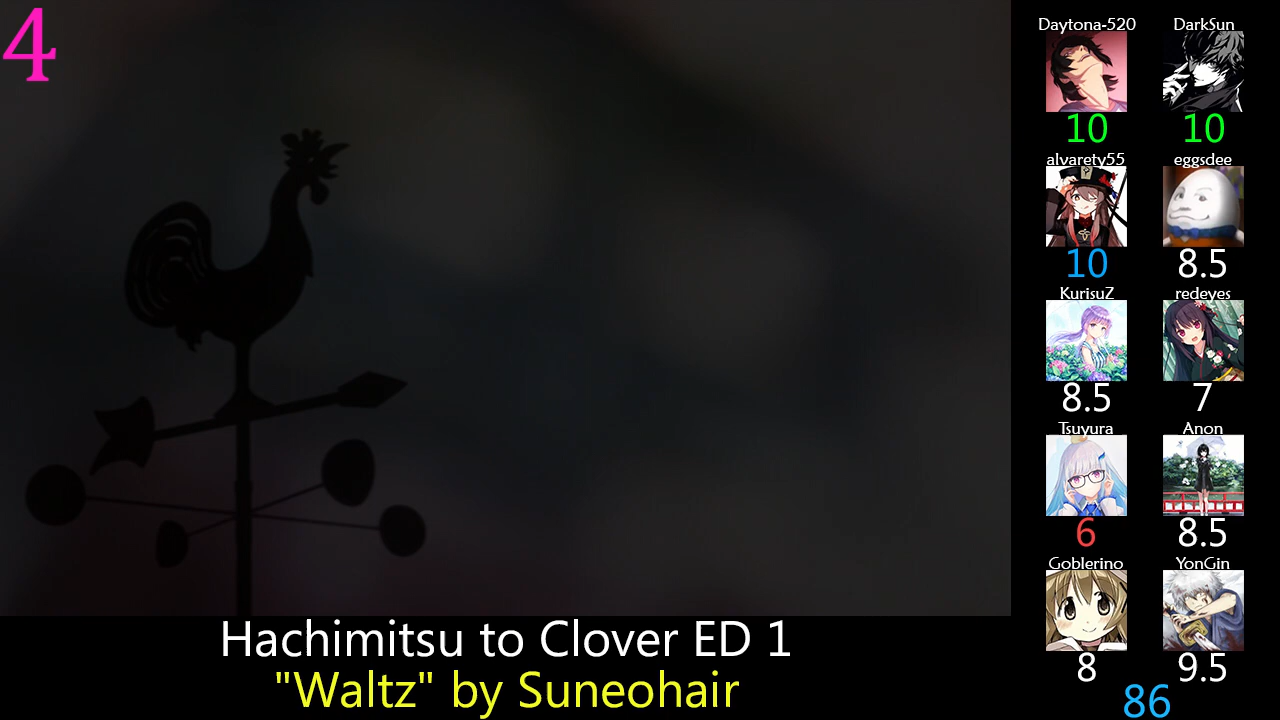 4
Daytona-520 DarkSun
10 10
alvarety55 eggsdee
10 8.5
KurisuZ redeyes
8.5 7
Tsuyura Anon
6 8.5
Goblerino YonGin
8 9.5
86
Hachimitsu to Clover ED 1
"Waltz" by Suneohair